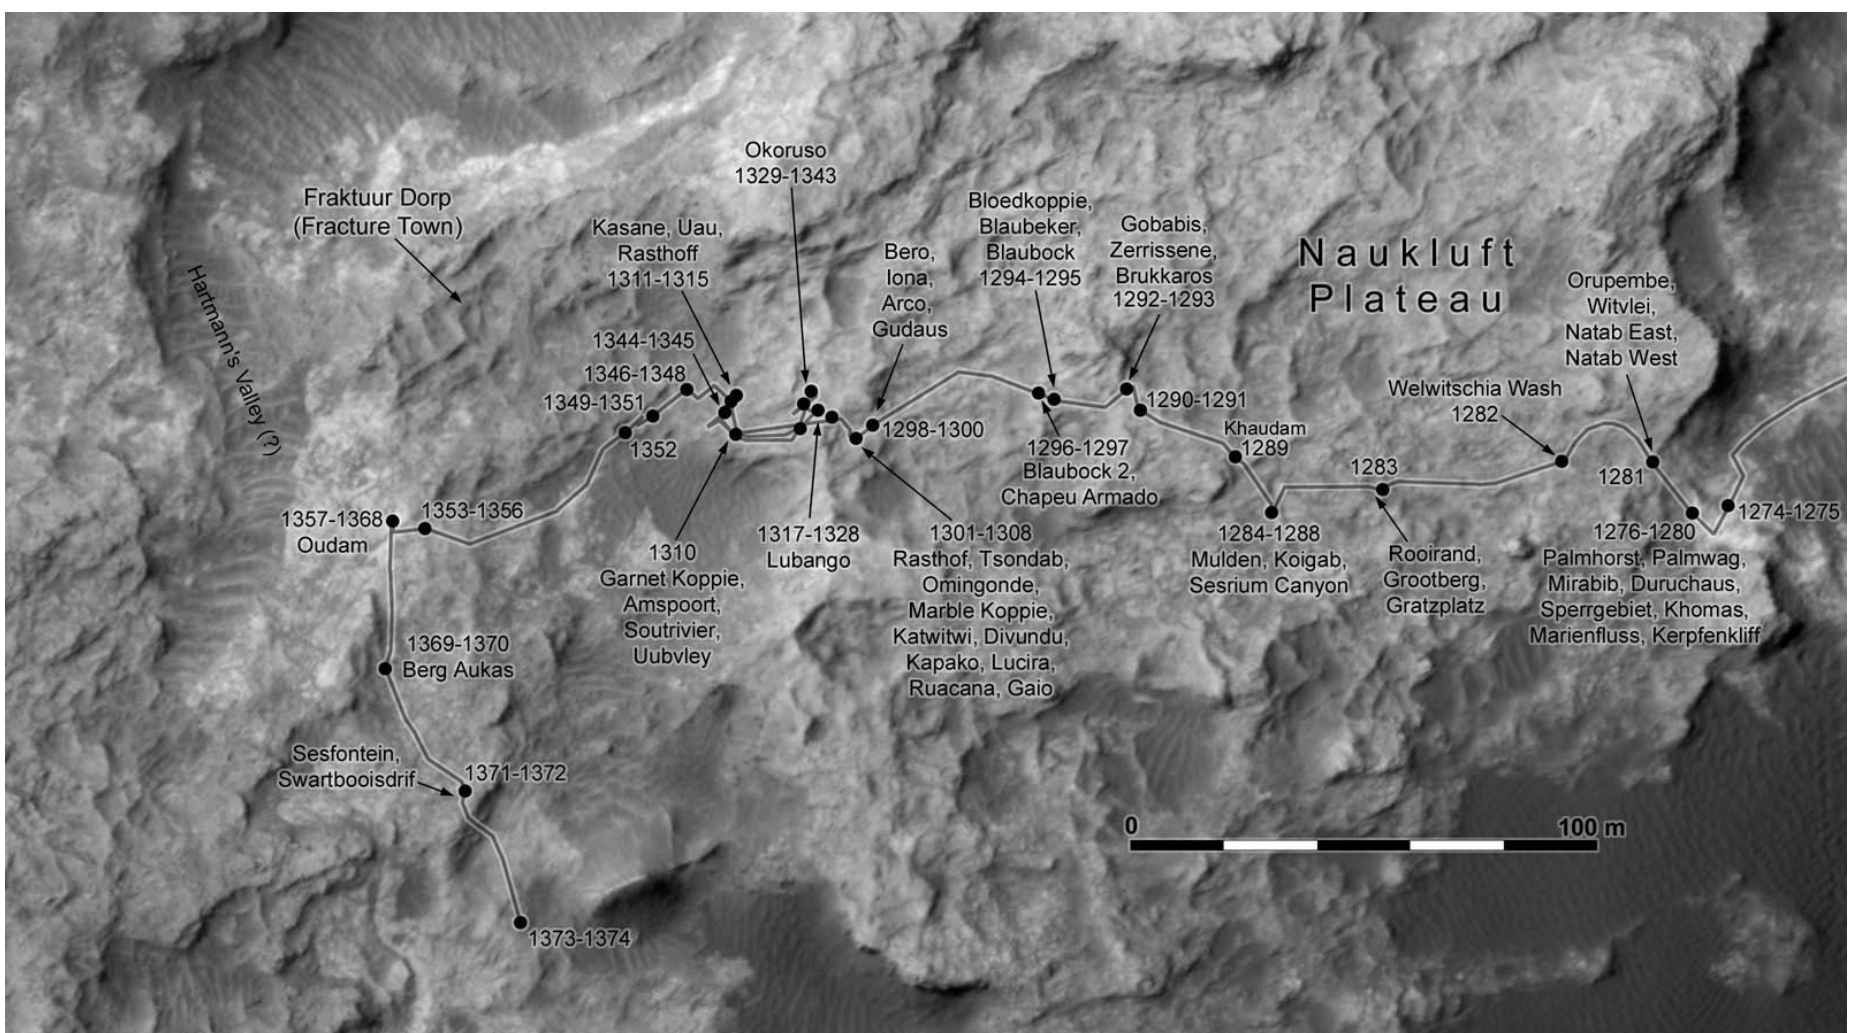 Okoruso
1329-1343
Fraktuur Dorp
(Fracture Town)
Kasane, Uau,
Rasthoff
1311-1315
Bero,
Iona,
Arco,
Gudaus
Bloedkoppie,
Blaubeker,
Blaubock
1294-1295
Gobabis,
Zerrissene,
Brukkaros
1292-1293
Naukluft
Plateau
Orupembe,
Witvlei,
Natab East,
Natab West
Hartmann's Valley (?)
1344-1345
1346-1348
1349-1351
1352
1298-1300
1290-1291
Khaudam
1289
Welwitschia Wash
1282
1296-1297
Blaubock 2,
Chapeu Armado
1283
1281
1274-1275
1357-1368
Oudam
1353-1356
1310
Garnet Koppie,
Amspoort,
Soutrivier,
Uubvley
1317-1328
Lubango
1301-1308
Rasthof, Tsondab,
Omingonde,
Marble Koppie,
Katwitwi, Divundu,
Kapako, Lucira,
Ruacana, Gaio
1284-1288
Mulden, Koigab,
Sesrium Canyon
Rooirand,
Grootberg,
Gratzplatz
1276-1280
Palmhorst, Palmwag,
Mirabib, Duruchaus,
Sperrgebiet, Khomas,
Marienfluss, Kerpfenkliff
1369-1370
Berg Aukas
Sesfontein,
Swartbooisdrif
1371-1372
0 100 m
1373-1374